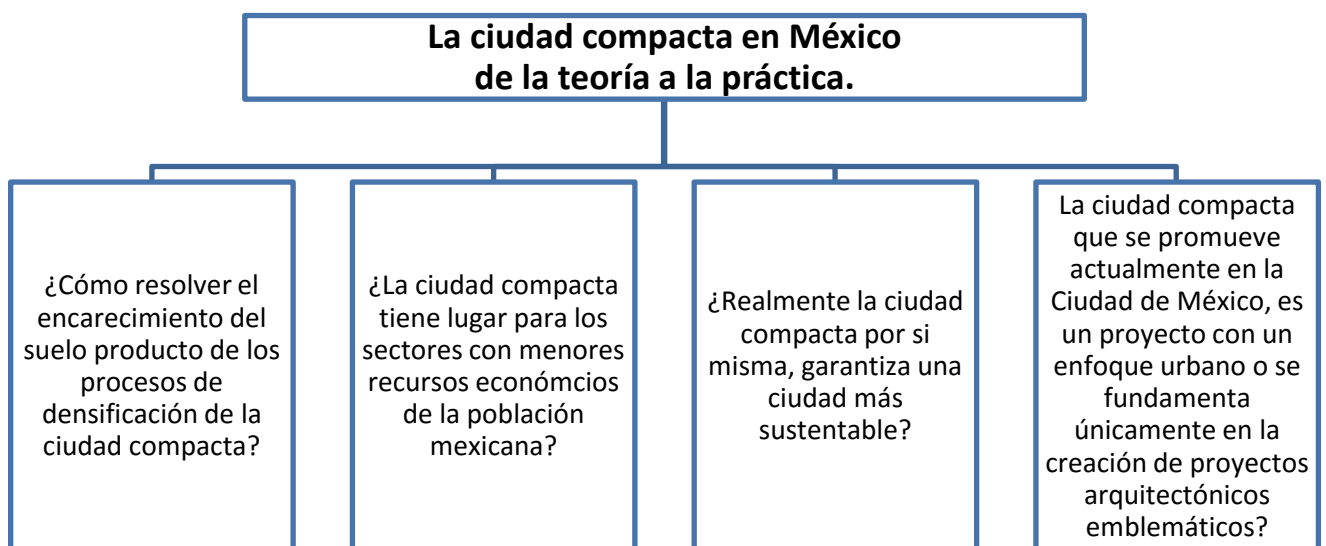 La ciudad compacta en México
de la teoría a la práctica.
¿Cómo resolver el
encarecimiento del
suelo producto de los
procesos de
densificación de la
ciudad compacta?
¿La ciudad compacta
tiene lugar para los
sectores con menores
recursos económcios
de la población
mexicana?
¿Realmente la ciudad
compacta por si
misma, garantiza una
ciudad más
sustentable?
La ciudad compacta
que se promueve
actualmente en la
Ciudad de México, es
un proyecto con un
enfoque urbano o se
fundamenta
únicamente en la
creación de proyectos
arquitectónicos
emblemáticos?